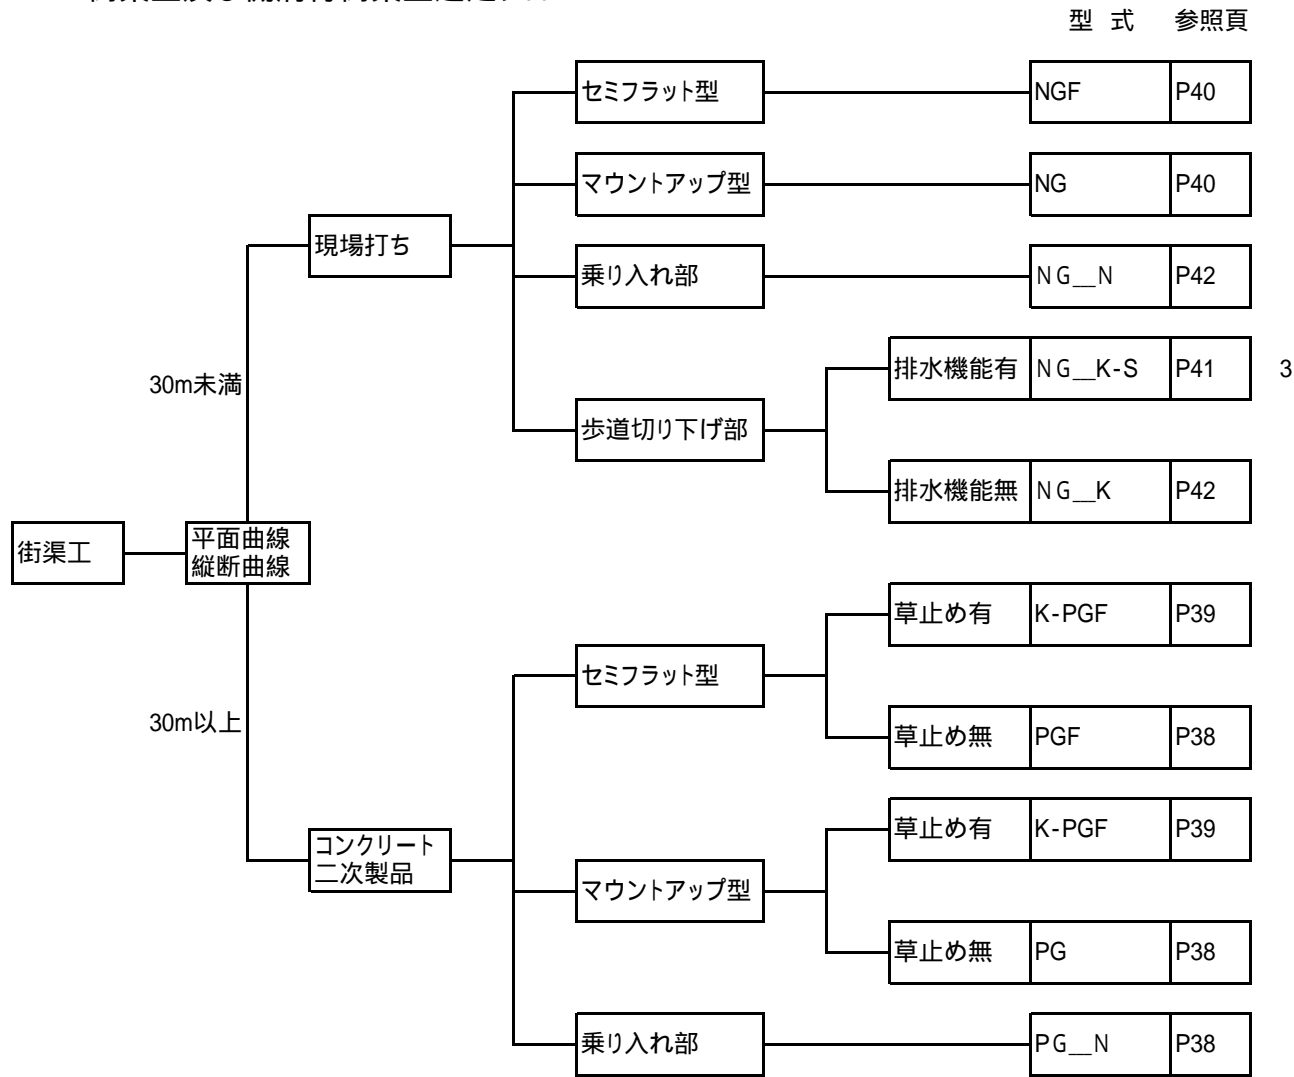 型 式 参照頁
セミフラット型 NGF P40
マウントアップ型 NG P40
現場打ち
乗り入れ部 NG__N P42
30m未満
排水機能有 NG__K-S P41 3
歩道切り下げ部
排水機能無 NG__K P42
街渠工
平面曲線
縦断曲線
草止め有 K-PGF P39
セミフラット型
30m以上
草止め無 PGF P38
草止め有 K-PGF P39
コンクリート
二次製品
マウントアップ型
草止め無 PG P38
乗り入れ部 PG__N P38